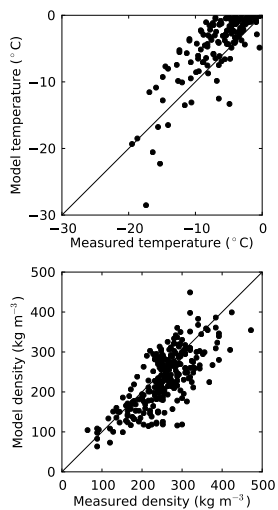 0
−10
−20
−30
Model temperature (°C)
−30 −20 −10 0
Measured temperature (°C)
500
400
300
200
100
0
Model density (kg m⁻³)
0 100 200 300 400 500
Measured density (kg m⁻³)